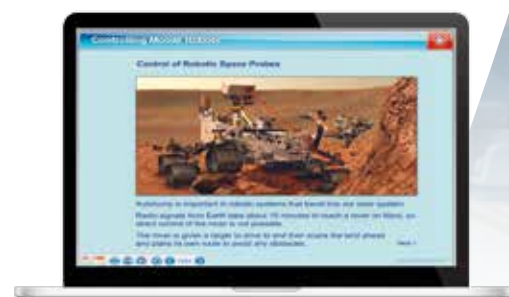 Controlling Mobile Robots
Control of Robotic Space Probes
Autonomy is important in robotic systems that travel into our solar system.
Radio signals from Earth take about 15 minutes to reach a rover on Mars, so
direct control of the rover is not possible.
The rover is given a target to drive to and then scans the land ahead
and plans its own route to avoid any obstacles.
Next >